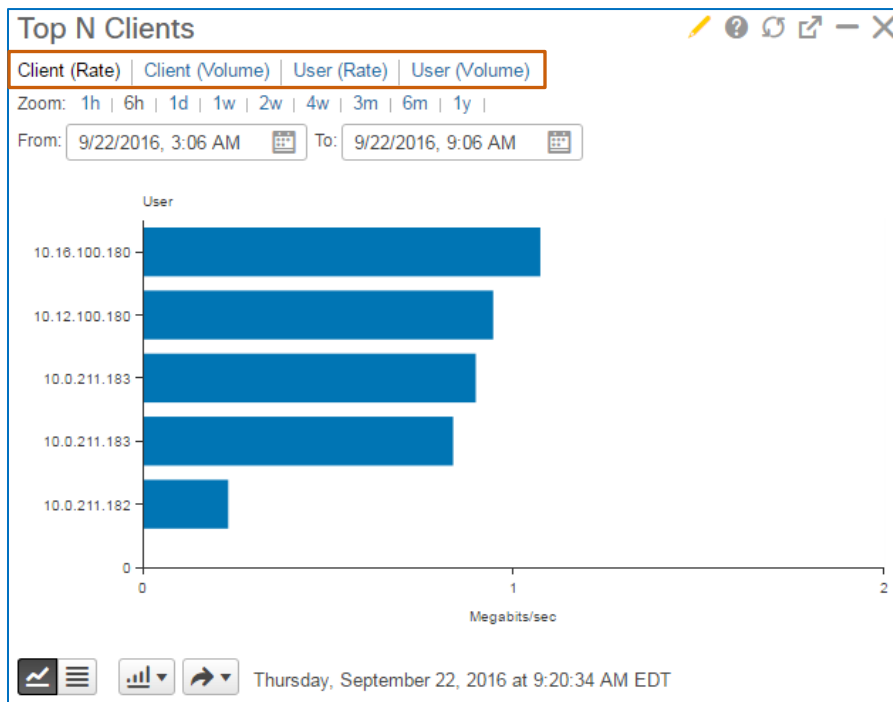 Top N Clients
Client (Rate) | Client (Volume) | User (Rate) | User (Volume)
Zoom: 1h | 6h | 1d | 1w | 2w | 4w | 3m | 6m | 1y |
From: 9/22/2016, 3:06 AM To: 9/22/2016, 9:06 AM
User
10.16.100.180
10.12.100.180
10.0.211.183
10.0.211.183
10.0.211.182
0
0 1 2
Megabits/sec
Thursday, September 22, 2016 at 9:20:34 AM EDT